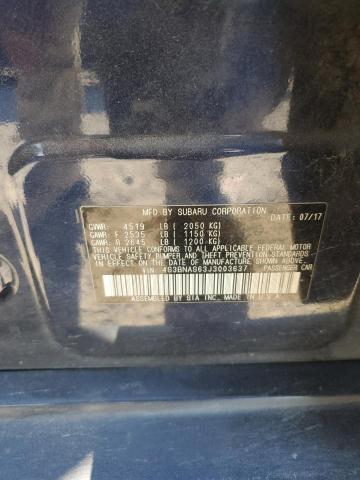 MFD BY SUBARU CORPORATION DATE: 07/17
GVWR: 4519 LB ( 2050 KG)
GAWR: F 2535 LB ( 1150 KG)
GAWR: R 2645 LB ( 1200 KG)
THIS VEHICLE CONFORMS TO ALL APPLICABLE FEDERAL MOTOR
VEHICLE SAFETY, BUMPER AND THEFT PREVENTION STANDARDS
IN EFFECT ON THE DATE OF MANUFACTURE SHOWN ABOVE.
VIN: 4S3BNAS63J3003637 PASSENGER CAR
ASSEMBLED BY SIA INC. MADE IN U.S.A.